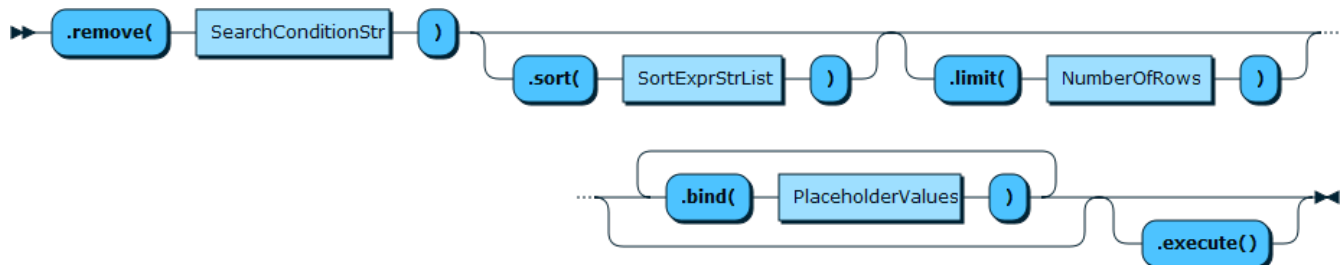 .remove( SearchConditionStr )
.sort( SortExprStrList ) .limit( NumberOfRows )
.bind( PlaceholderValues )
.execute()